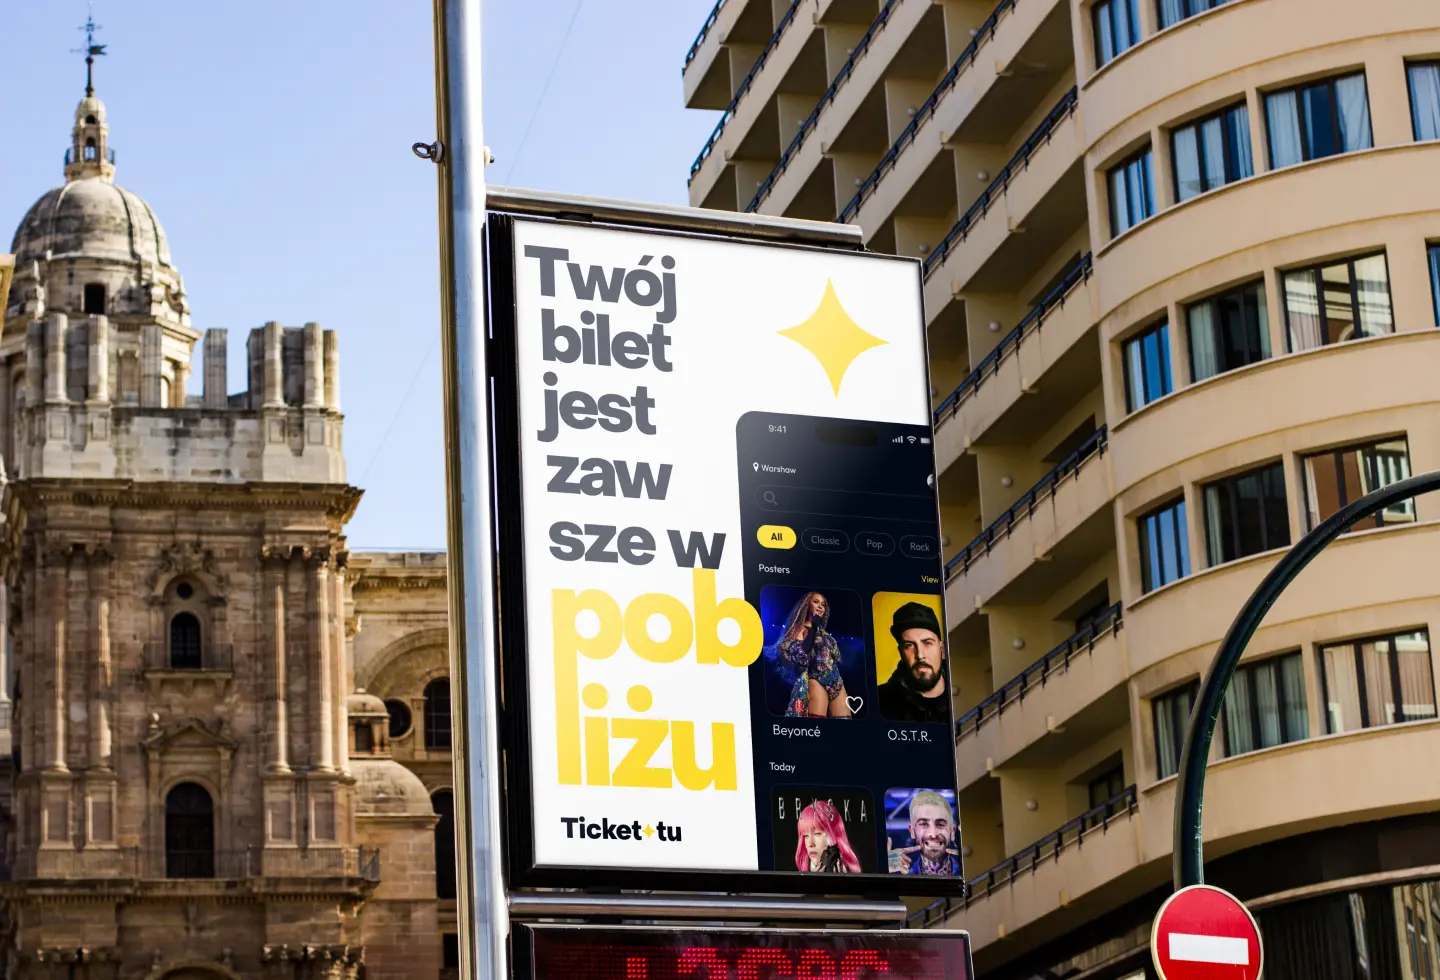 Twój
bilet
jest
zaw
sze w
pob
liżu
Ticket tu
9:41
Warshaw
All
Classic
Pop
Rock
Posters
View
Beyoncé
O.S.T.R.
Today